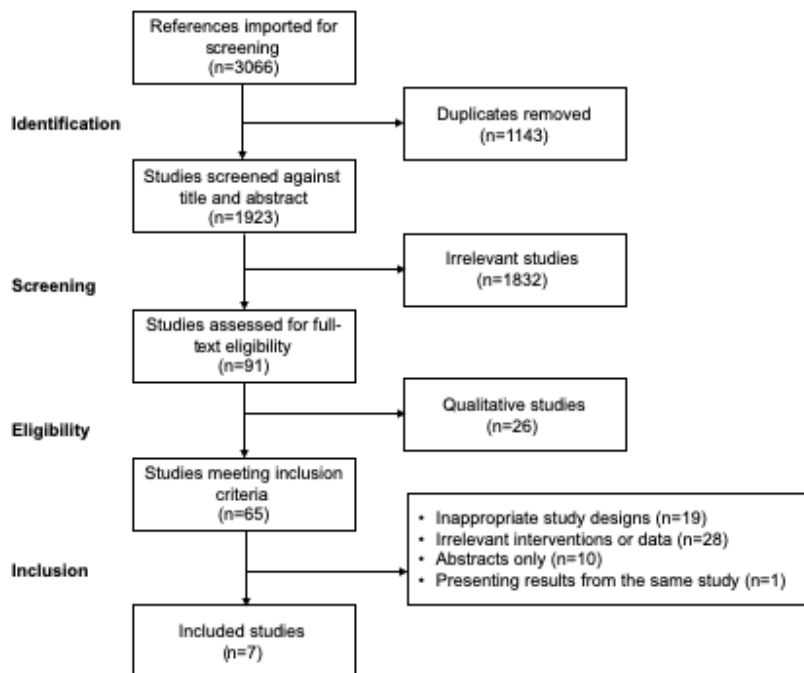 References imported for
screening
(n=3066)
Identification
Duplicates removed
(n=1143)
Studies screened against
title and abstract
(n=1923)
Irrelevant studies
(n=1832)
Screening
Studies assessed for full-
text eligibility
(n=91)
Qualitative studies
(n=26)
Eligibility
Studies meeting inclusion
criteria
(n=65)
• Inappropriate study designs (n=19)
• Irrelevant interventions or data (n=28)
• Abstracts only (n=10)
• Presenting results from the same study (n=1)
Inclusion
Included studies
(n=7)